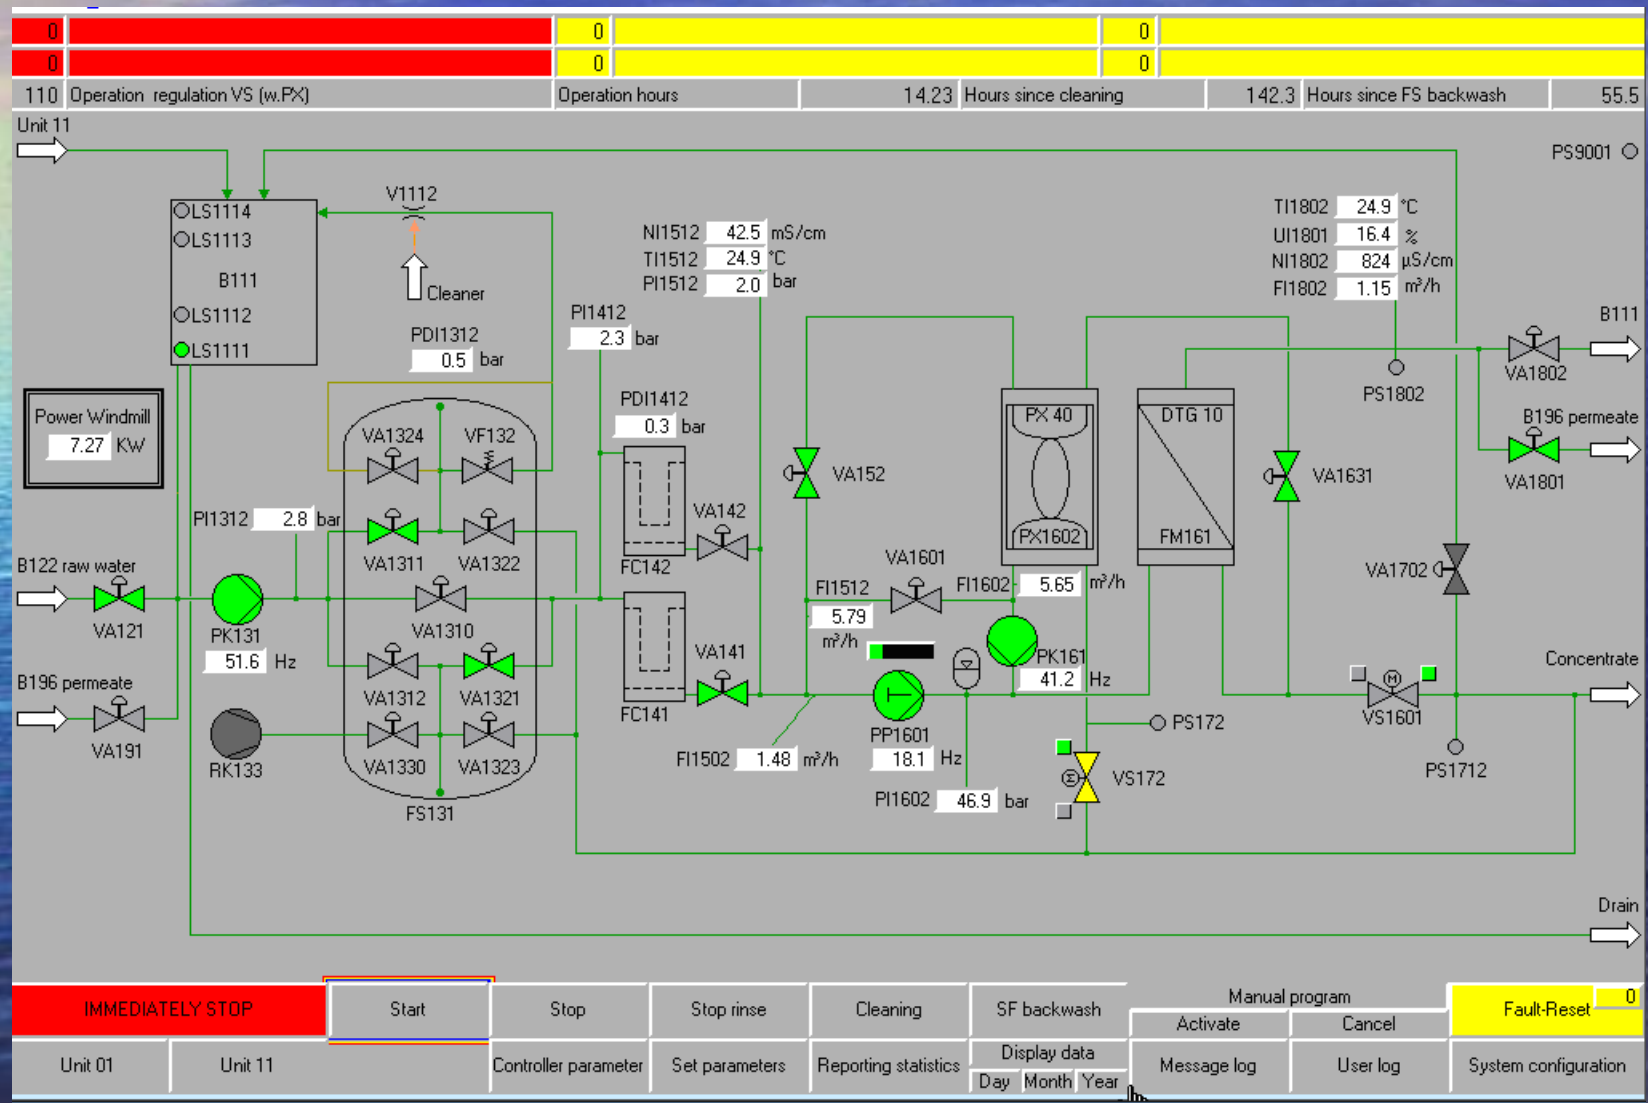 0 0 0
0 0 0
110 Operation regulation VS (w.PX) Operation hours 14.23 Hours since cleaning 142.3 Hours since FS backwash 55.5
Unit 11
PS9001
V1112
LS1114
LS1113
B111
LS1112
LS1111
Cleaner
NI1512 42.5 mS/cm
TI1512 24.9 °C
PI1512 2.0 bar
TI1802 24.9 °C
UI1801 16.4 %
NI1802 824 µS/cm
FI1802 1.15 m³/h
PI1412
2.3 bar
PDI1312
0.5 bar
B111
VA1802
PS1802
PDI1412
0.3 bar
Power Windmill
7.27 KW
B196 permeate
VA1801
VA1324 VF132
PX 40
DTG 10
VA152
VA1631
PI1312 2.8 bar
VA142
VA1311 VA1322
FC142
PX1602
FM161
B122 raw water
VA121
VA1601
FI1512
5.79
m³/h
FI1602 5.65 m³/h
VA1702
PK131
51.6 Hz
VA1310
VA141
PK161
41.2 Hz
Concentrate
B196 permeate
VA191
VA1312 VA1321
FC141
VS1601
PS172
RK133
VA1330 VA1323
FS131
FI1502 1.48 m³/h
PP1601
18.1 Hz
PI1602 46.9 bar
M
Σ
VS172
PS1712
Drain
IMMEDIATELY STOP Start Stop Stop rinse Cleaning SF backwash Manual program Fault-Reset 0
Activate Cancel
Unit 01 Unit 11 Controller parameter Set parameters Reporting statistics Display data Message log User log System configuration
Day Month Year